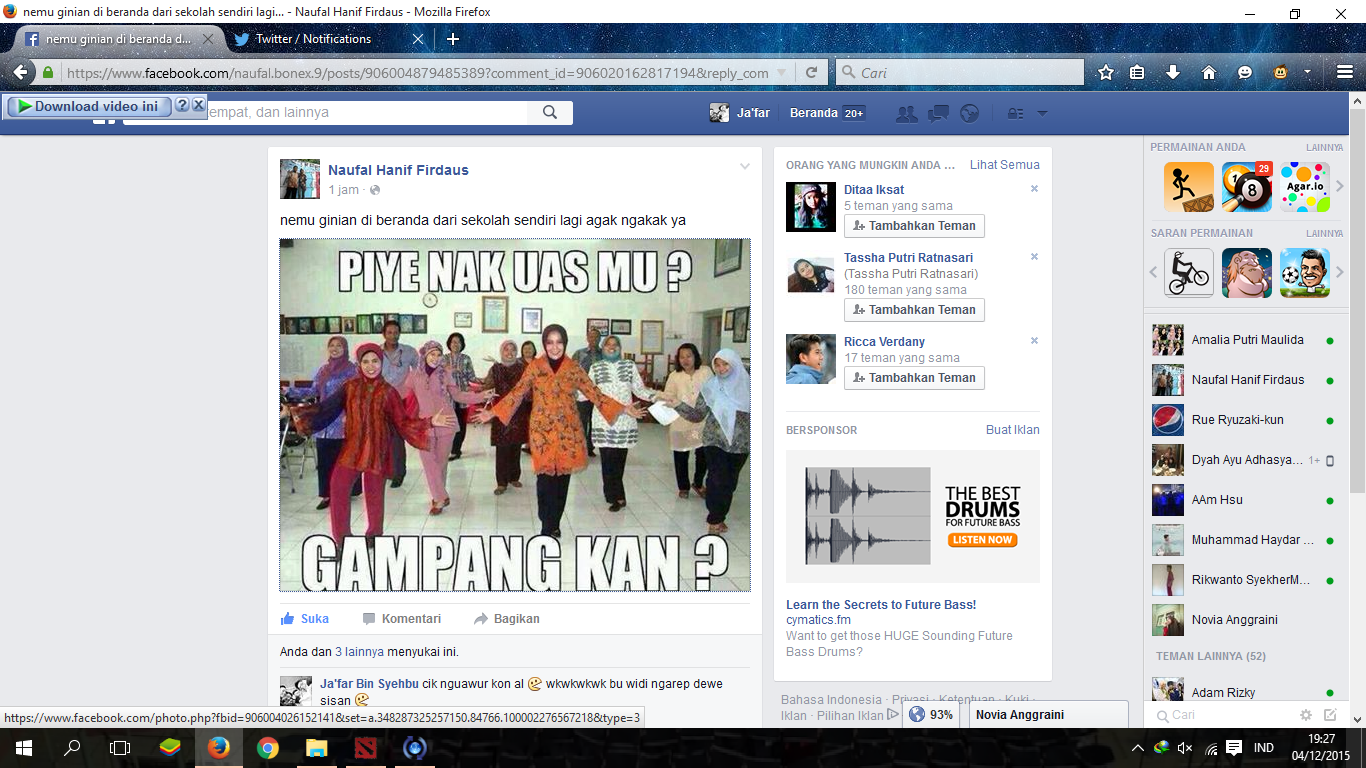 nemu ginian di beranda dari sekolah sendiri lagi... - Naufal Hanif Firdaus - Mozilla Firefox
nemu ginian di beranda d...
Twitter / Notifications
https://www.facebook.com/naufal.bonex.9/posts/906004879485389?comment_id=906020162817194&reply_com
Cari
Download video ini
?
empat, dan lainnya
Ja'far
Beranda 20+
Naufal Hanif Firdaus
1 jam ·
nemu ginian di beranda dari sekolah sendiri lagi agak ngakak ya
PIYE NAK UAS MU ?
GAMPANG KAN ?
Suka
Komentari
Bagikan
Anda dan 3 lainnya menyukai ini.
Ja'far Bin Syehbu cik nguawur kon al wkwkwkwk bu widi ngarep dewe
sisan
https://www.facebook.com/photo.php?fbid=906004026152141&set=a.348287325257150.84766.100002276567218&type=3
ORANG YANG MUNGKIN ANDA ...
Lihat Semua
Ditaa Iksat
5 teman yang sama
Tambahkan Teman
Tassha Putri Ratnasari
(Tassha Putri Ratnasari)
180 teman yang sama
Tambahkan Teman
Ricca Verdany
17 teman yang sama
Tambahkan Teman
BERSPONSOR
Buat Iklan
THE BEST
DRUMS
FOR FUTURE BASS
LISTEN NOW
Learn the Secrets to Future Bass!
cymatics.fm
Want to get those HUGE Sounding Future
Bass Drums?
Bahasa Indonesia · Privasi · Ketentuan · Kuki ·
Iklan · Pilihan Iklan
93%
Novia Anggraini
PERMAINAN ANDA
LAINNYA
29
8
Agar.io
SARAN PERMAINAN
LAINNYA
Amalia Putri Maulida
Naufal Hanif Firdaus
Rue Ryuzaki-kun
Dyah Ayu Adhasya...
1+
AAm Hsu
Muhammad Haydar ...
Rikwanto SyekherM...
Novia Anggraini
TEMAN LAINNYA (52)
Adam Rizky
Cari
IND
19:27
04/12/2015